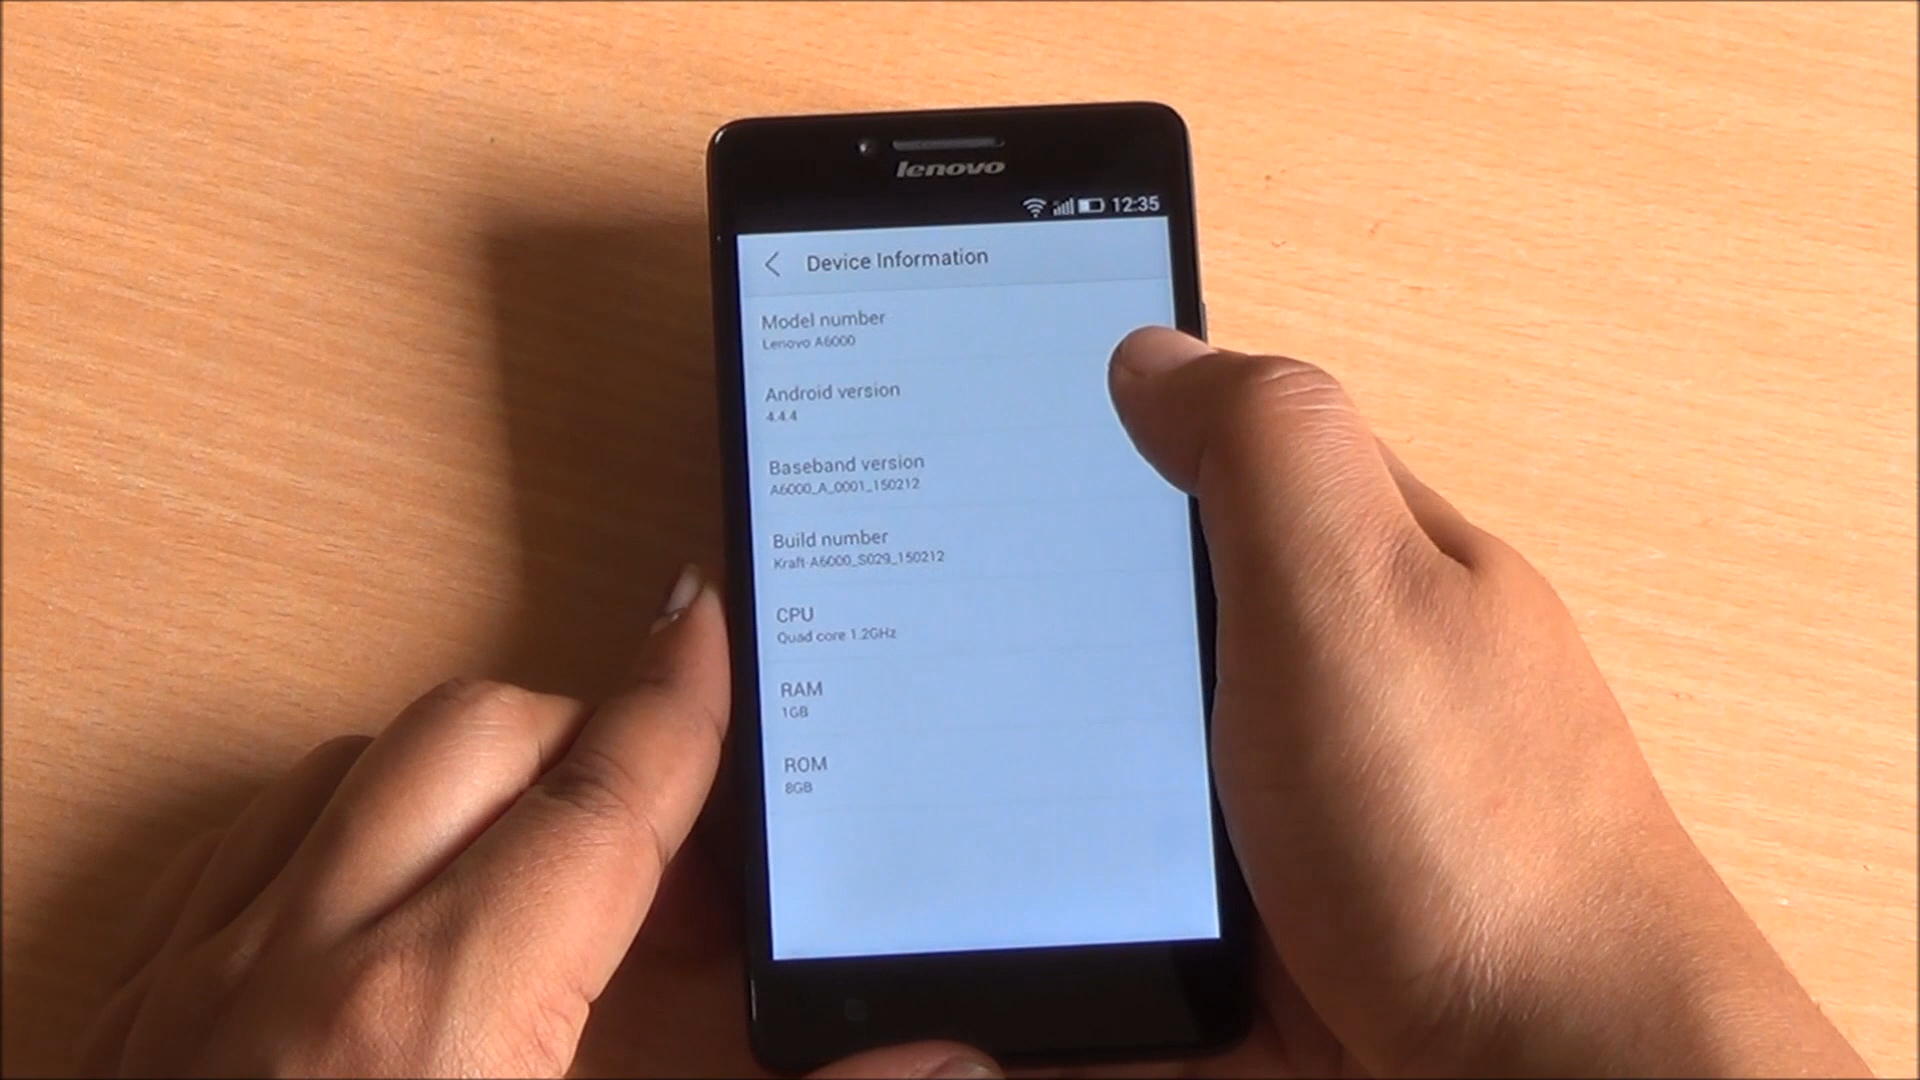 lenovo
12:35
Device Information
Model number
Lenovo A6000
Android version
4.4.4
Baseband version
A6000_A_0001_150212
Build number
Kraft-A6000_S029_150212
CPU
Quad core 1.2GHz
RAM
1GB
ROM
8GB